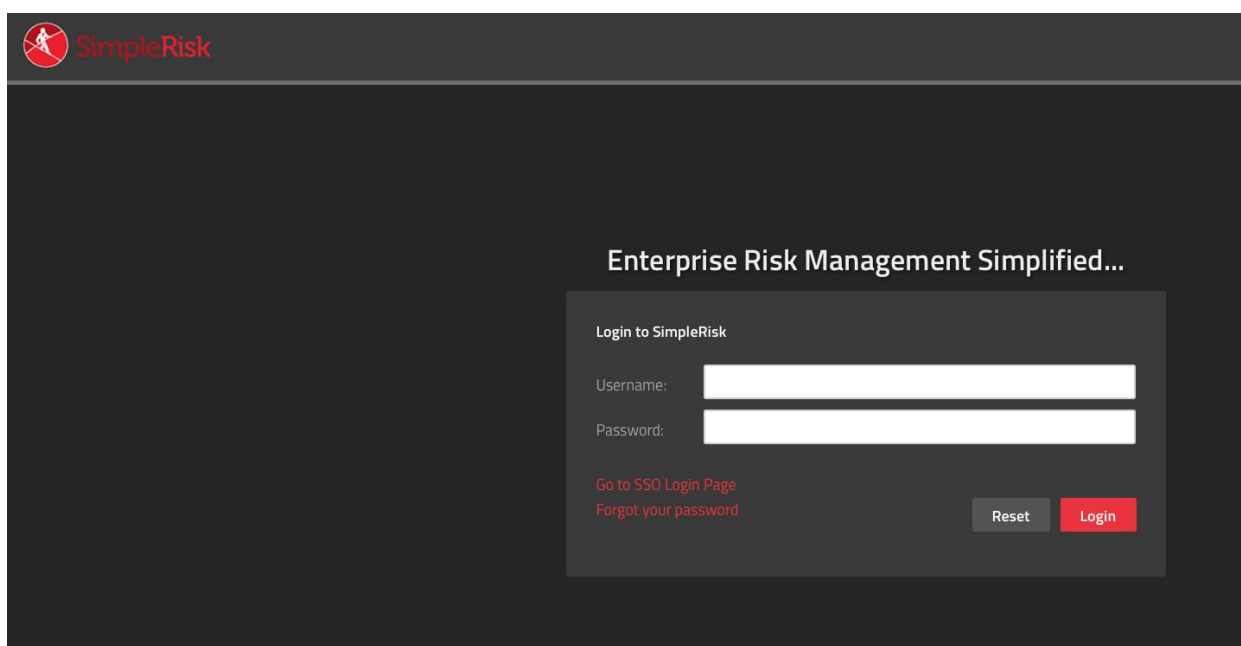 SimpleRisk
Enterprise Risk Management Simplified...
Login to SimpleRisk
Username:
Password:
Go to SSO Login Page
Forgot your password
Reset Login